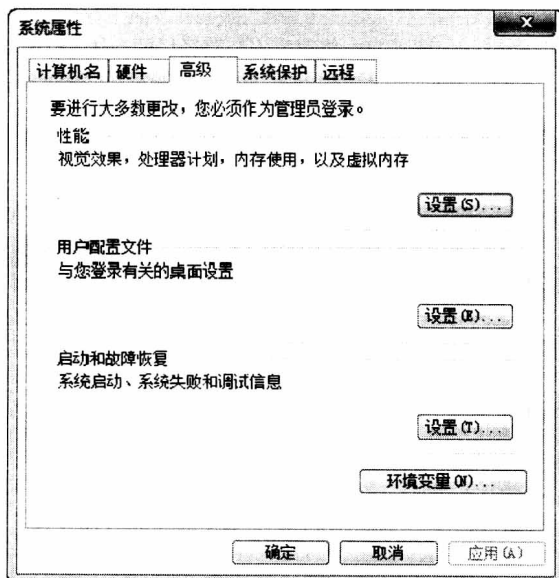 系统属性
计算机名 硬件 高级 系统保护 远程
要进行大多数更改，您必须作为管理员登录。
性能
视觉效果，处理器计划，内存使用，以及虚拟内存
设置(S)...
用户配置文件
与您登录有关的桌面设置
设置(E)...
启动和故障恢复
系统启动、系统失败和调试信息
设置(T)...
环境变量(N)...
确定 取消 应用(A)